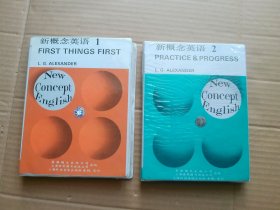 新概念英语 1
FIRST THINGS FIRST
L. G. ALEXANDER
New
Concept
English
新概念英语 2
PRACTICE & PROGRESS
L. G. ALEXANDER
New
Concept
English